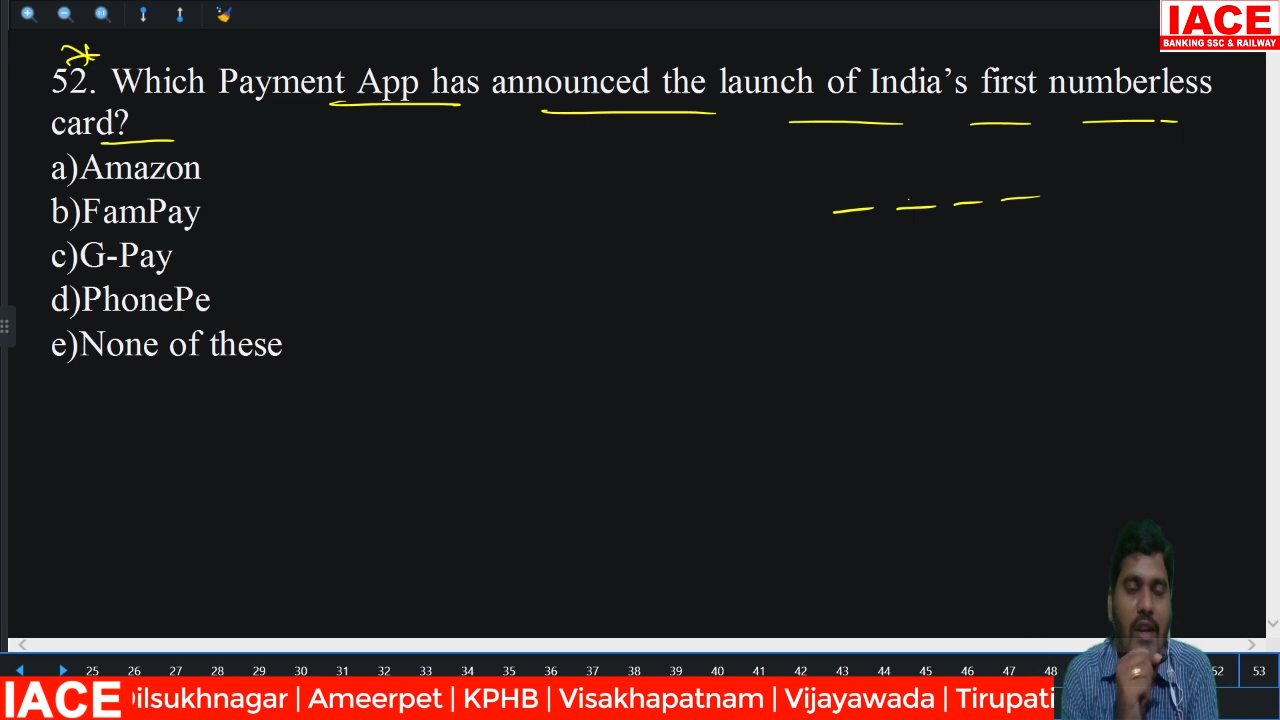 IACE
BANKING SSC & RAILWAY
52. Which Payment App has announced the launch of India’s first numberless
card?
a)Amazon
b)FamPay
c)G-Pay
d)PhonePe
e)None of these
25 26 27 28 29 30 31 32 33 34 35 36 37 38 39 40 41 42 43 44 45 46 47 48 52 53
IACE Dilsukhnagar | Ameerpet | KPHB | Visakhapatnam | Vijayawada | Tirupati